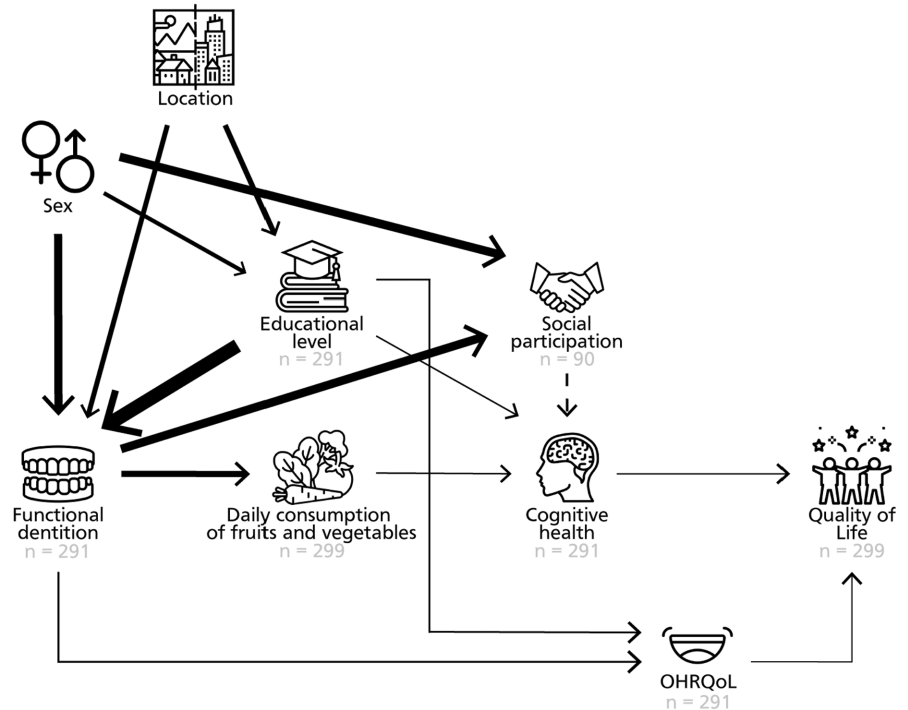 Location
Sex
Educational
level
n = 291
Social
participation
n = 90
Functional
dentition
n = 291
Daily consumption
of fruits and vegetables
n = 299
Cognitive
health
n = 291
Quality of
Life
n = 299
OHRQoL
n = 291